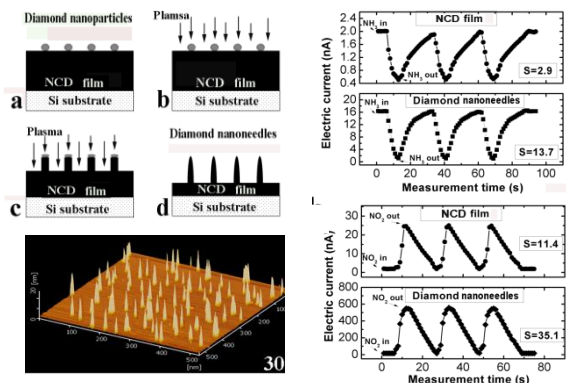 Diamond nanoparticles
NCD film
Si substrate
a
Plamsa
NCD film
Si substrate
b
Plasma
NCD film
Si substrate
c
Diamond nanoneedles
NCD film
Si substrate
d
[nm]
100
200
300
400
500
[nm]
100
200
300
400
[nm]
30
NCD film
NH3 in
NH3 out
S=2.9
2.4
2.0
1.6
1.2
0.8
0.4
Electric current (nA)
Diamond nanoneedles
NH3 in
NH3 out
S=13.7
20
16
12
8
4
0
0 20 40 60 80 100
Measurement time (s)
NCD film
NO2 out
NO2 in
S=11.4
30
20
10
0
Electric current (nA)
Diamond nanoneedles
NO2 out
NO2 in
S=35.1
800
600
400
200
0
0 20 40 60 80 100
Measurement time (s)